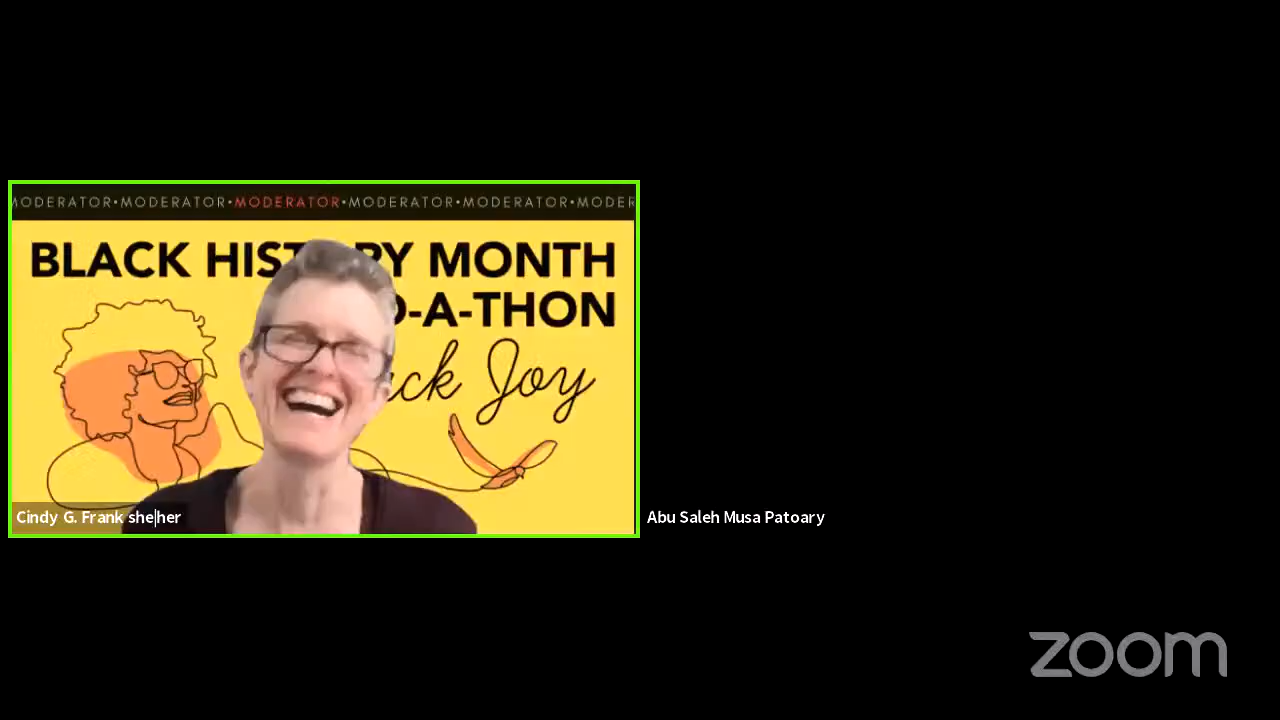 MODERATOR•MODERATOR•MODERATOR•MODERATOR•MODERATOR•MODER
BLACK HIST RY MONTH
-A-THON
ck Joy
Cindy G. Frank she|her
Abu Saleh Musa Patoary
zoom